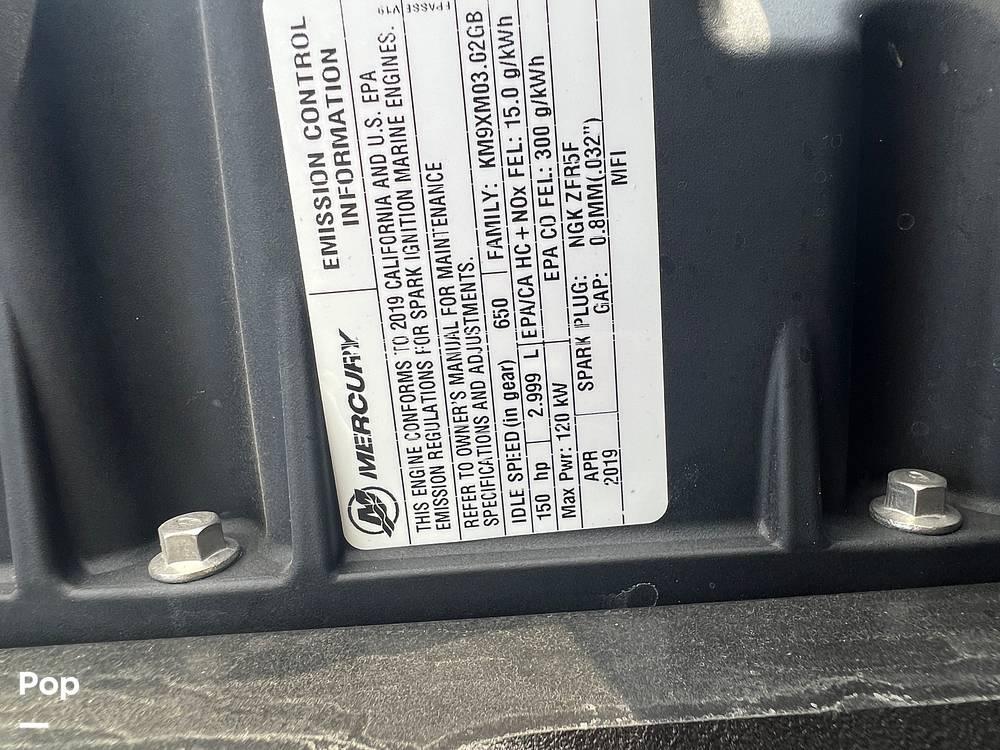 EPASSE V19
EMISSION CONTROL
INFORMATION
MERCURY
THIS ENGINE CONFORMS TO 2019 CALIFORNIA AND U.S. EPA
EMISSION REGULATIONS FOR SPARK IGNITION MARINE ENGINES.
REFER TO OWNER'S MANUAL FOR MAINTENANCE
SPECIFICATIONS AND ADJUSTMENTS.
IDLE SPEED (in gear) 650 FAMILY: KM9XM03.02GB
150 hp 2.999 L EPA/CA HC+NOx FEL: 15.0 g/kWh
Max Pwr: 120 kW EPA CO FEL: 300 g/kWh
APR
2019
SPARK PLUG: NGK ZFR5F
GAP: 0.8MM(.032")
MFI
Pop